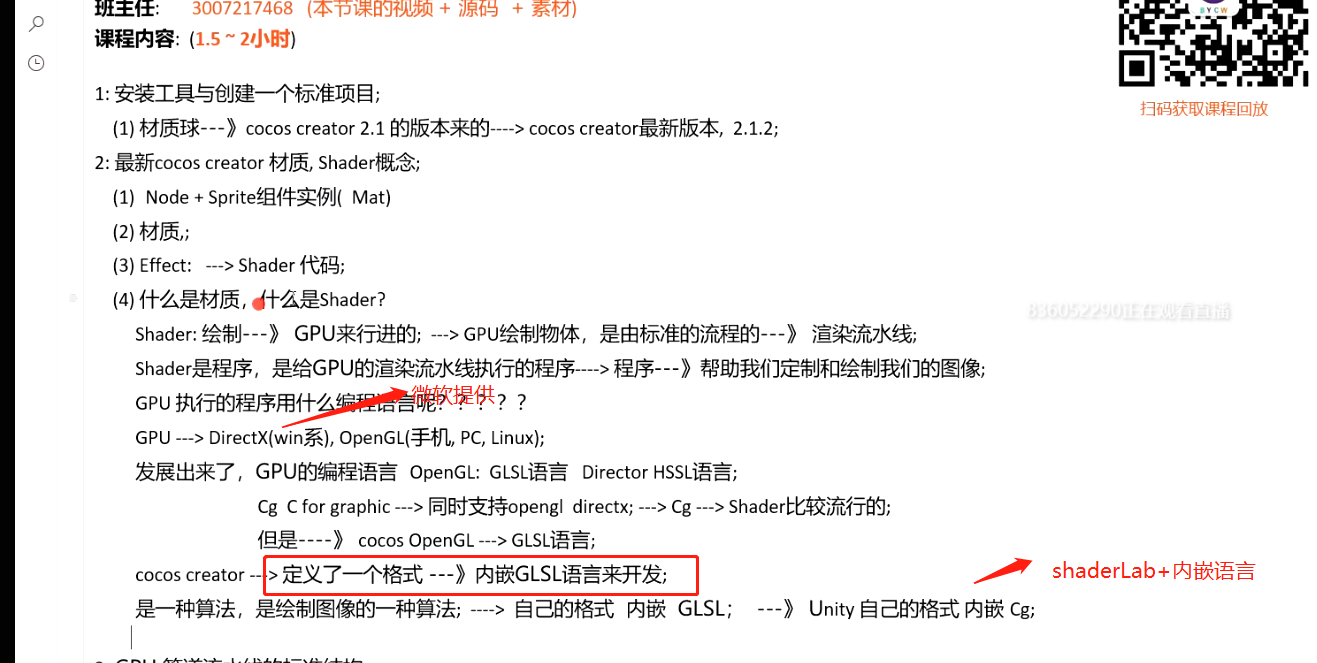 班主任: 3007217468 (本节课的视频 + 源码 + 素材)
课程内容: (1.5 ~ 2小时)
BYCW
扫码获取课程回放
1: 安装工具与创建一个标准项目;
(1) 材质球---》cocos creator 2.1 的版本来的----> cocos creator最新版本, 2.1.2;
2: 最新cocos creator 材质, Shader概念;
(1) Node + Sprite组件实例( Mat)
(2) 材质,;
(3) Effect: ---> Shader 代码;
(4) 什么是材质，什么是Shader?
836052290正在观看直播
Shader: 绘制---》 GPU来行进的; ---> GPU绘制物体，是由标准的流程的---》 渲染流水线;
Shader是程序，是给GPU的渲染流水线执行的程序----> 程序---》帮助我们定制和绘制我们的图像;
微软提供
GPU 执行的程序用什么编程语言呢？？？？？
GPU ---> DirectX(win系), OpenGL(手机, PC, Linux);
发展出来了，GPU的编程语言 OpenGL: GLSL语言 Director HSSL语言;
Cg C for graphic ---> 同时支持opengl directx; ---> Cg ---> Shader比较流行的;
但是----》 cocos OpenGL ---> GLSL语言;
cocos creator ---> 定义了一个格式 ---》内嵌GLSL语言来开发;
shaderLab+内嵌语言
是一种算法，是绘制图像的一种算法; ----> 自己的格式 内嵌 GLSL； ---》 Unity 自己的格式 内嵌 Cg;